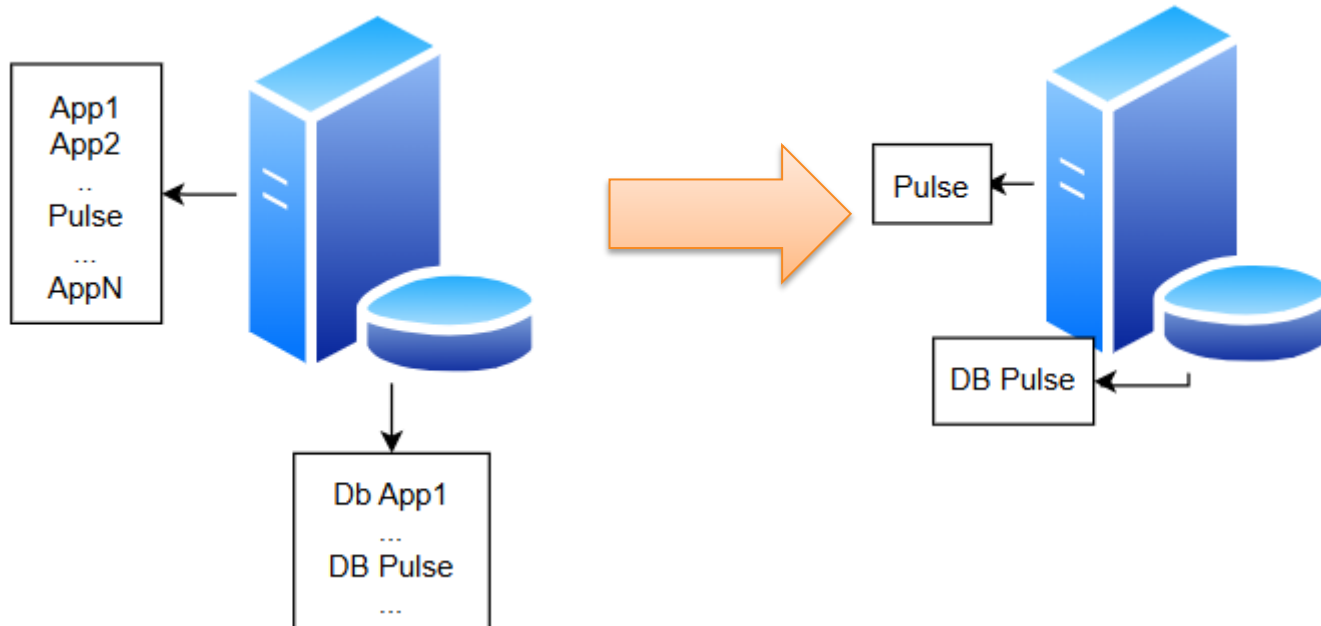 App1
App2
..
Pulse
...
AppN
Db App1
...
DB Pulse
...
Pulse
DB Pulse